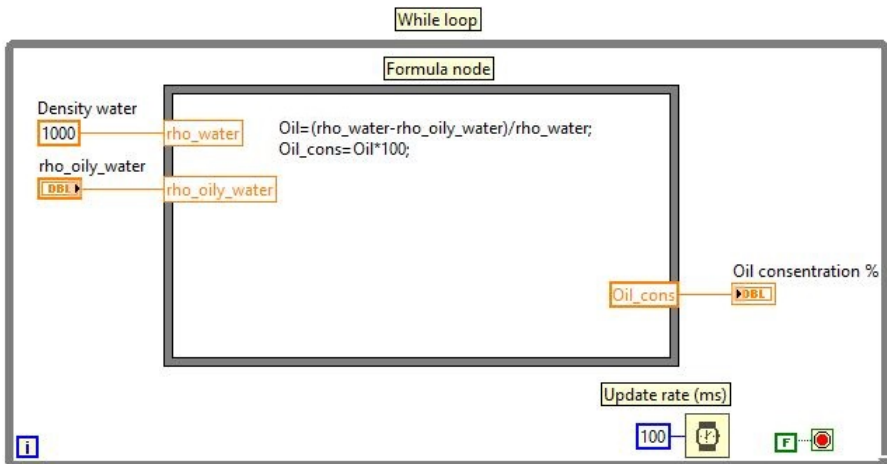 While loop
Formula node
Density water
1000
rho_water
Oil=(rho_water-rho_oily_water)/rho_water;
Oil_cons=Oil*100;
rho_oily_water
DBL
rho_oily_water
Oil consentration %
Oil_cons
DBL
Update rate (ms)
100
i
F